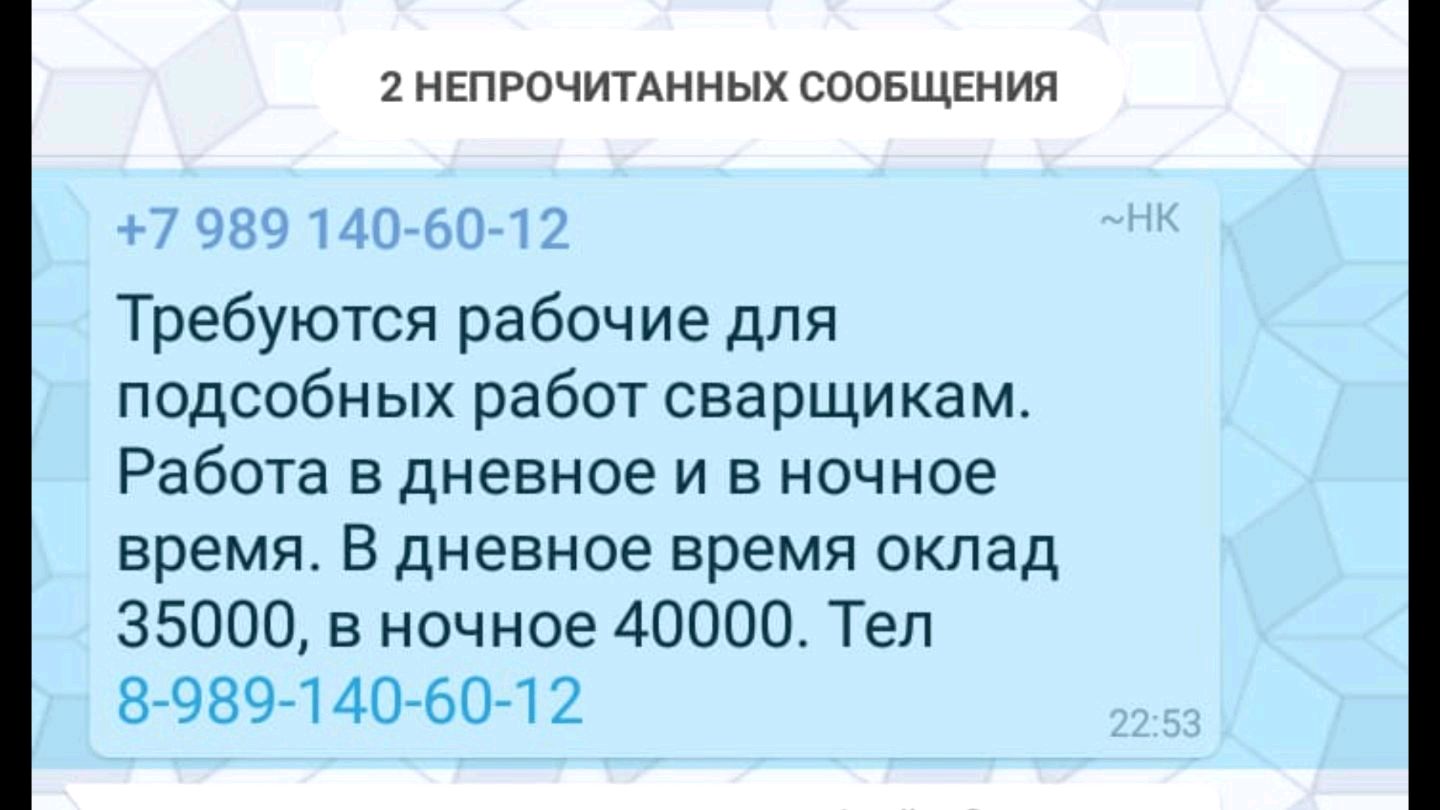 2 НЕПРОЧИТАННЫХ СООБЩЕНИЯ
+7 989 140-60-12 ~НК
Требуются рабочие для
подсобных работ сварщикам.
Работа в дневное и в ночное
время. В дневное время оклад
35000, в ночное 40000. Тел
8-989-140-60-12
22:53